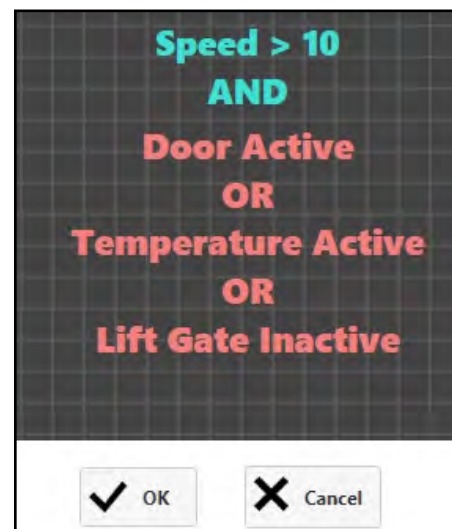 Speed > 10
AND
Door Active
OR
Temperature Active
OR
Lift Gate Inactive
OK
Cancel